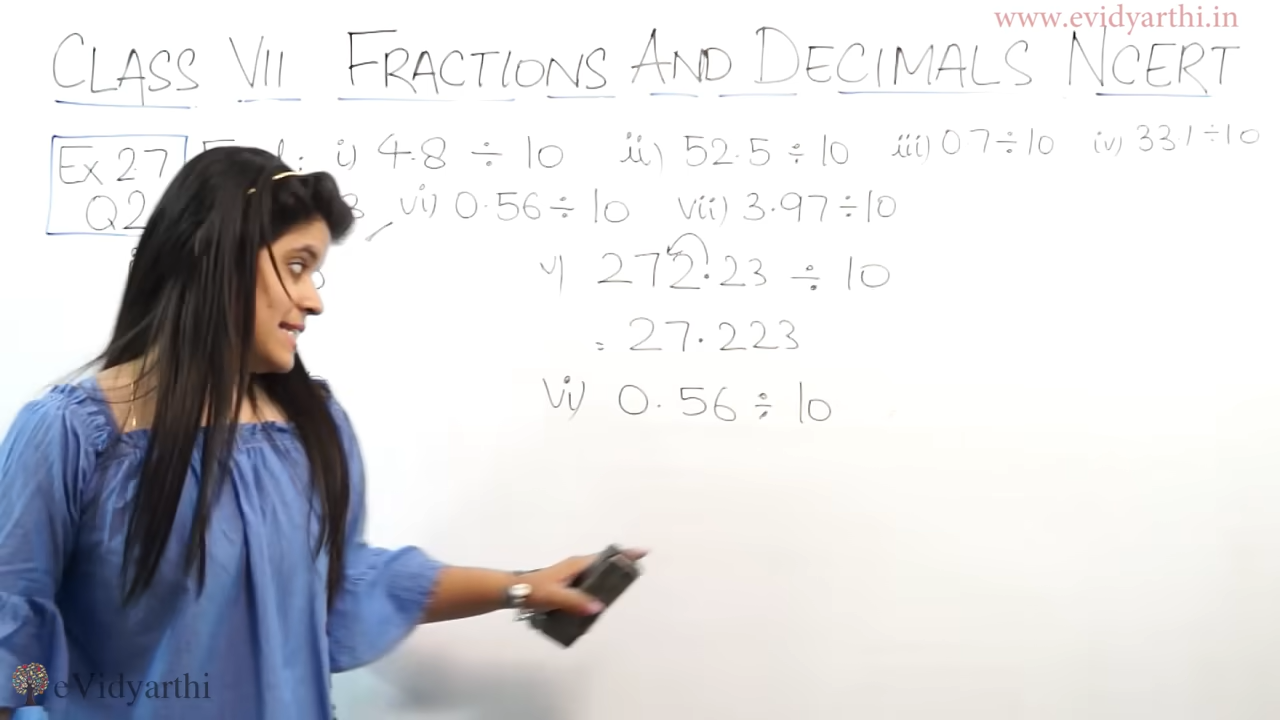 www.evidyarthi.in
CLASS VII FRACTIONS AND DECIMALS NCERT
Ex 2.7 i) 4.8 ÷ 10 ii) 52.5 ÷ 10 iii) 0 7 ÷ 10 iv) 33.1 ÷ 10
Q2 vi) 0.56 ÷ 10 vii) 3.97 ÷ 10
v) 272.23 ÷ 10
= 27.223
vi) 0.56 ÷ 10
eVidyarthi